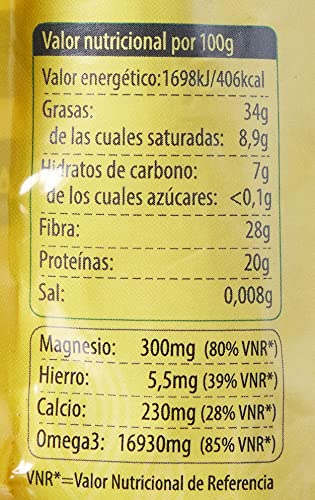 Valor nutricional por 100g
Valor energético: 1698kJ/406kcal
Grasas: 34g
de las cuales saturadas: 8,9g
Hidratos de carbono: 7g
de los cuales azúcares: <0,1g
Fibra: 28g
Proteínas: 20g
Sal: 0,008g
Magnesio: 300mg (80% VNR*)
Hierro: 5,5mg (39% VNR*)
Calcio: 230mg (28% VNR*)
Omega3: 16930mg (85% VNR*)
VNR*=Valor Nutricional de Referencia